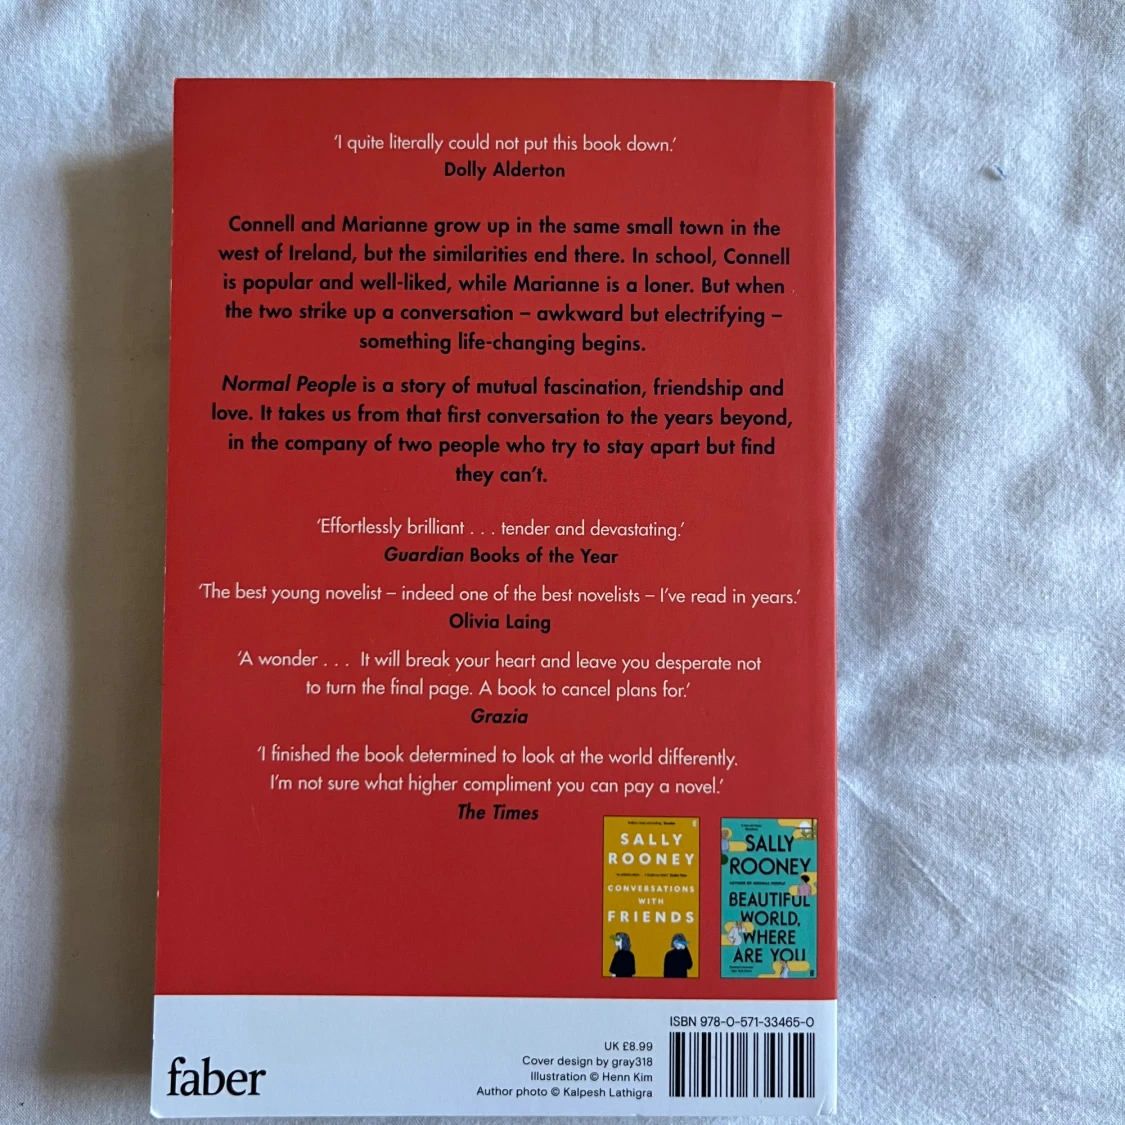 ‘I quite literally could not put this book down.’
Dolly Alderton
Connell and Marianne grow up in the same small town in the
west of Ireland, but the similarities end there. In school, Connell
is popular and well-liked, while Marianne is a loner. But when
the two strike up a conversation – awkward but electrifying –
something life-changing begins.
Normal People is a story of mutual fascination, friendship and
love. It takes us from that first conversation to the years beyond,
in the company of two people who try to stay apart but find
they can’t.
‘Effortlessly brilliant . . . tender and devastating.’
Guardian Books of the Year
‘The best young novelist – indeed one of the best novelists – I’ve read in years.’
Olivia Laing
‘A wonder . . . It will break your heart and leave you desperate not
to turn the final page. A book to cancel plans for.’
Grazia
‘I finished the book determined to look at the world differently.
I’m not sure what higher compliment you can pay a novel.’
The Times
SALLY
ROONEY
CONVERSATIONS
WITH
FRIENDS
SALLY
ROONEY
AUTHOR OF NORMAL PEOPLE
BEAUTIFUL
WORLD,
WHERE
ARE YOU
faber
UK £8.99
Cover design by gray318
Illustration © Henn Kim
Author photo © Kalpesh Lathigra
ISBN 978-0-571-33465-0